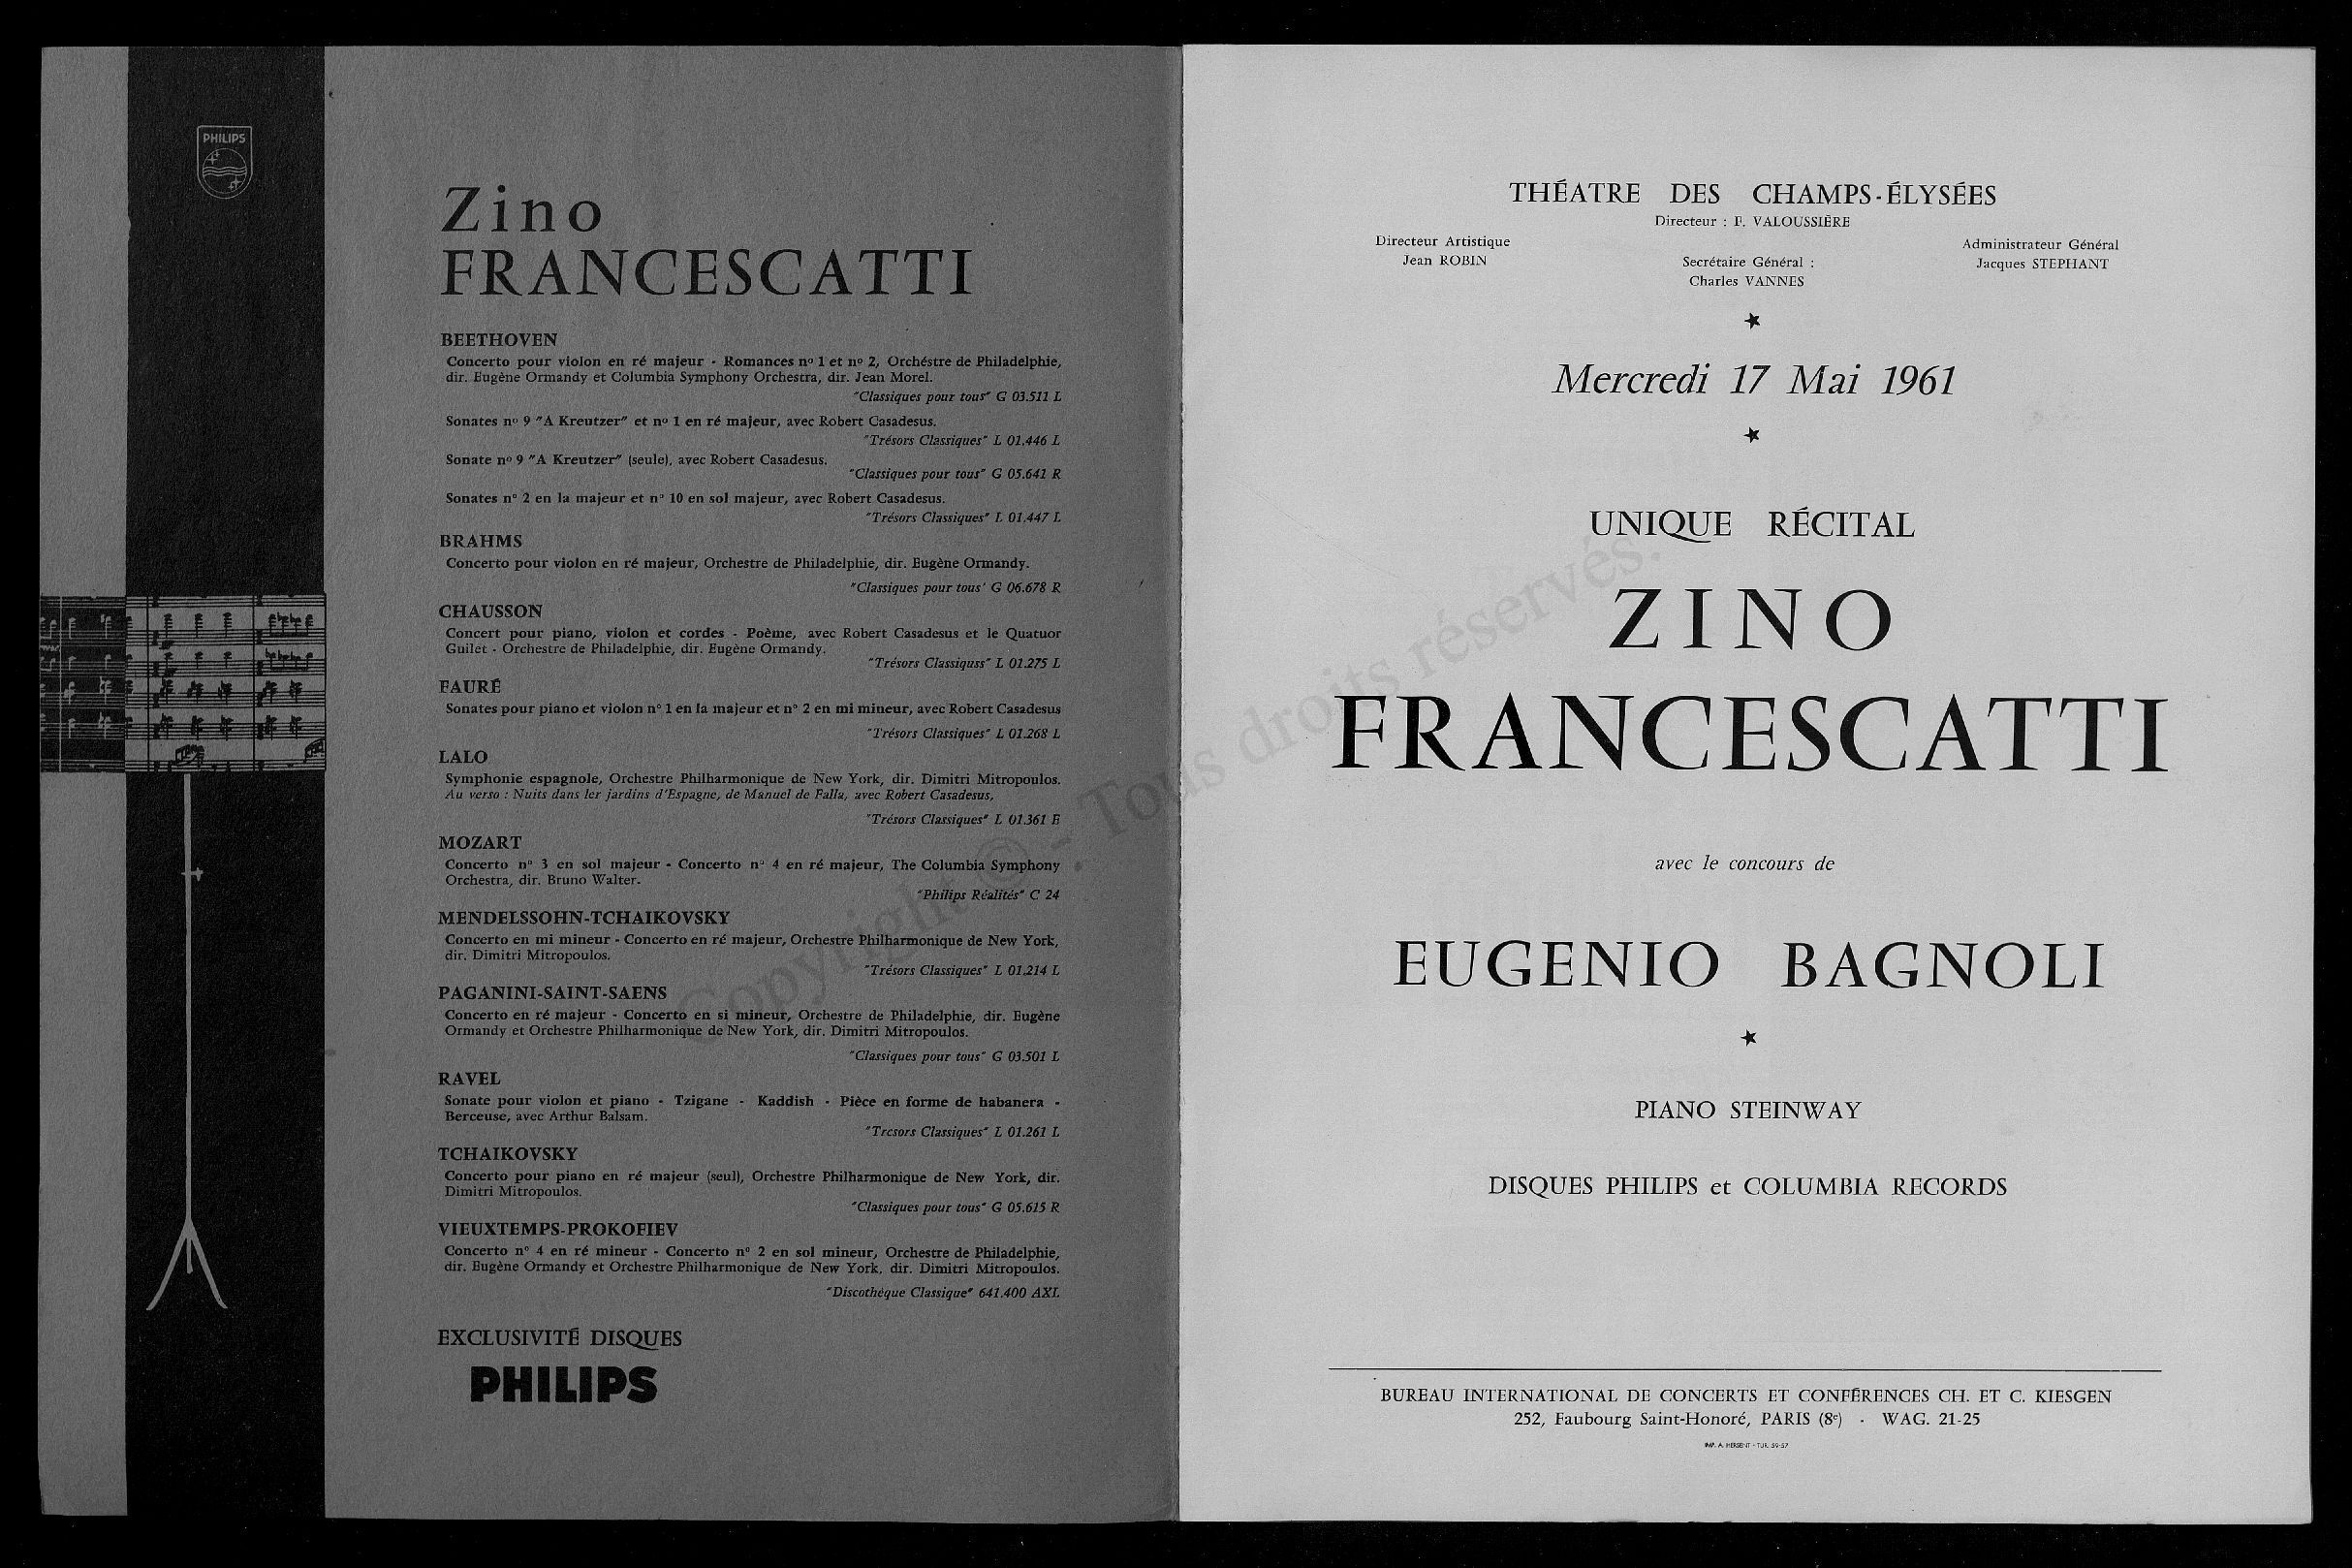 PHILIPS
Zino
FRANCESCATTI
BEETHOVEN
Concerto pour violon en ré majeur - Romances nº 1 et nº 2, Orchéstre de Philadelphie,
dir. Eugène Ormandy et Columbia Symphony Orchestra, dir. Jean Morel.
"Classiques pour tous" G 03.511 L
Sonates nº 9 "A Kreutzer" et nº 1 en ré majeur, avec Robert Casadesus.
"Trésors Classiques" L 01.446 L
Sonate nº 9 "A Kreutzer" (seule), avec Robert Casadesus.
"Classiques pour tous" G 05.641 R
Sonates nº 2 en la majeur et nº 10 en sol majeur, avec Robert Casadesus.
"Trésors Classiques" L 01.447 L
BRAHMS
Concerto pour violon en ré majeur, Orchestre de Philadelphie, dir. Eugène Ormandy.
"Classiques pour tous' G 06.678 R
CHAUSSON
Concert pour piano, violon et cordes - Poème, avec Robert Casadesus et le Quatuor
Guilet - Orchestre de Philadelphie, dir. Eugène Ormandy.
"Trésors Classiquss" L 01.275 L
FAURÉ
Sonates pour piano et violon nº 1 en la majeur et nº 2 en mi mineur, avec Robert Casadesus
"Trésors Classiques" L 01.268 L
LALO
Symphonie espagnole, Orchestre Philharmonique de New York, dir. Dimitri Mitropoulos.
Au verso : Nuits dans ler jardins d'Espagne, de Manuel de Falla, avec Robert Casadesus,
"Trésors Classiques" L 01.361 E
MOZART
Concerto nº 3 en sol majeur - Concerto nº 4 en ré majeur, The Columbia Symphony
Orchestra, dir. Bruno Walter.
"Philips Réalités" C 24
MENDELSSOHN-TCHAIKOVSKY
Concerto en mi mineur - Concerto en ré majeur, Orchestre Philharmonique de New York,
dir. Dimitri Mitropoulos.
"Trésors Classiques" L 01.214 L
PAGANINI-SAINT-SAENS
Concerto en ré majeur - Concerto en si mineur, Orchestre de Philadelphie, dir. Eugène
Ormandy et Orchestre Philharmonique de New York, dir. Dimitri Mitropoulos.
"Classiques pour tous" G 03.501 L
RAVEL
Sonate pour violon et piano - Tzigane - Kaddish - Pièce en forme de habanera -
Berceuse, avec Arthur Balsam.
"Trcsors Classiques" L 01.261 L
TCHAIKOVSKY
Concerto pour piano en ré majeur (seul), Orchestre Philharmonique de New York, dir.
Dimitri Mitropoulos.
"Classiques pour tous" G 05.615 R
VIEUXTEMPS-PROKOFIEV
Concerto nº 4 en ré mineur - Concerto nº 2 en sol mineur, Orchestre de Philadelphie,
dir. Eugène Ormandy et Orchestre Philharmonique de New York, dir. Dimitri Mitropoulos.
"Discothèque Classique" 641.400 AXL
EXCLUSIVITÉ DISQUES
PHILIPS
THÉATRE DES CHAMPS-ÉLYSÉES
Directeur : F. VALOUSSIÈRE
Directeur Artistique
Jean ROBIN
Secrétaire Général :
Charles VANNES
Administrateur Général
Jacques STEPHANT
Mercredi 17 Mai 1961
UNIQUE RÉCITAL
ZINO
FRANCESCATTI
avec le concours de
EUGENIO BAGNOLI
PIANO STEINWAY
DISQUES PHILIPS et COLUMBIA RECORDS
BUREAU INTERNATIONAL DE CONCERTS ET CONFÉRENCES CH. ET C. KIESGEN
252, Faubourg Saint-Honoré, PARIS (8e) - WAG. 21-25
IMP. A. HERSENT - TUR. 59-57
Copyright © -. Tous droits réservés.